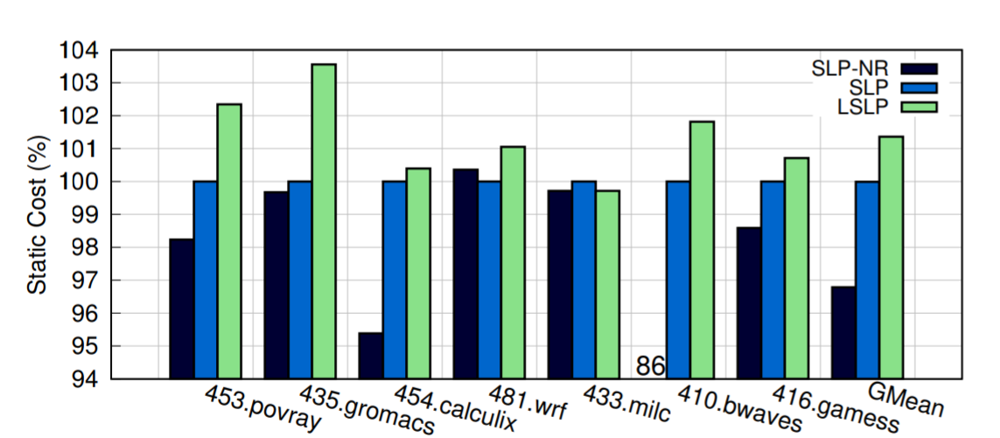 104
103
102
101
100
99
98
97
96
95
94
Static Cost (%)
SLP-NR
SLP
LSLP
86
453.povray
435.gromacs
454.calculix
481.wrf
433.milc
410.bwaves
416.gamess
GMean